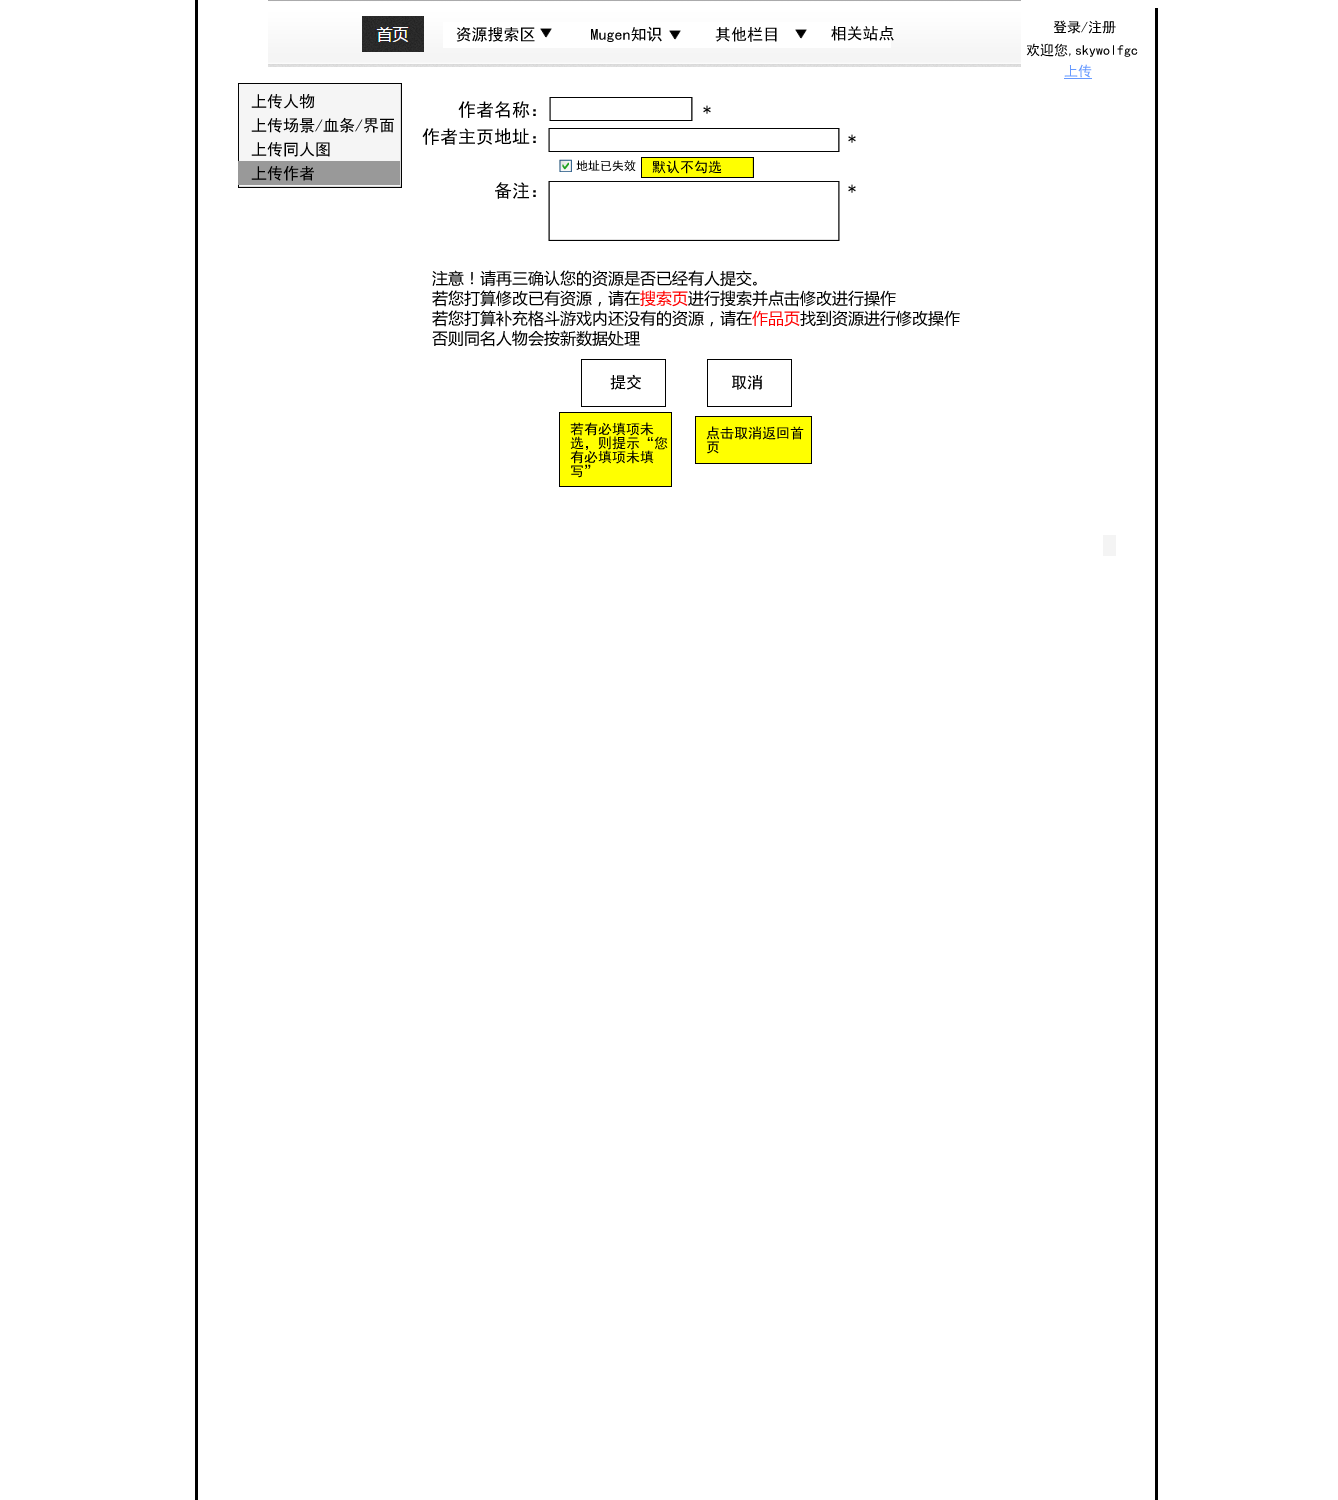 首页 资源搜索区▼ Mugen知识 ▼ 其他栏目 ▼ 相关站点
登录/注册
欢迎您,skywolfgc
上传
上传人物
上传场景/血条/界面
上传同人图
上传作者
作者名称： *
作者主页地址： *
地址已失效 默认不勾选
备注： *
注意！请再三确认您的资源是否已经有人提交。
若您打算修改已有资源，请在搜索页进行搜索并点击修改进行操作
若您打算补充格斗游戏内还没有的资源，请在作品页找到资源进行修改操作
否则同名人物会按新数据处理
提交 取消
若有必填项未
选，则提示“您
有必填项未填
写”
点击取消返回首
页